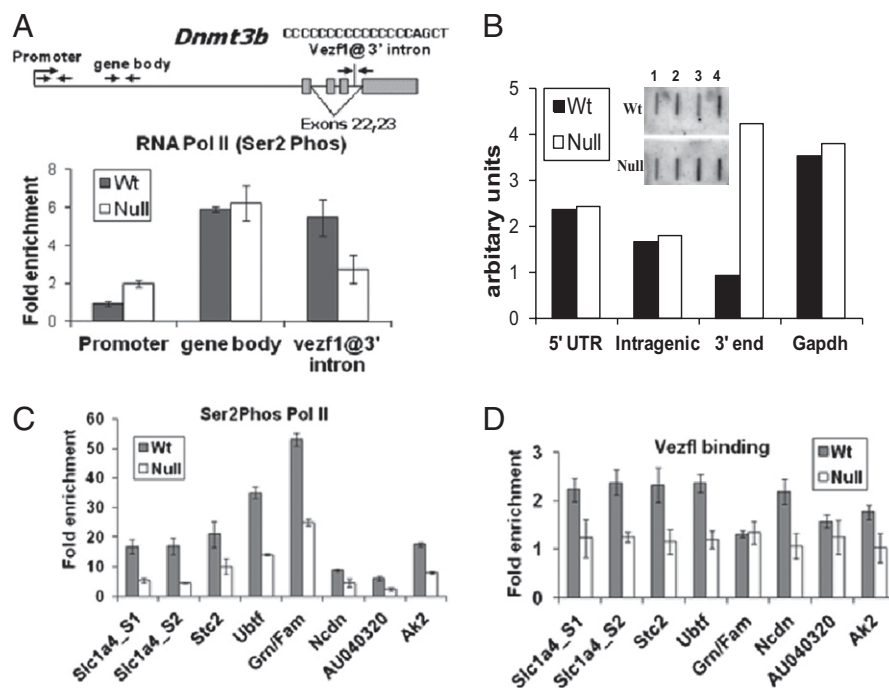 A
Dnmt3b
CCCCCCCCCCCCCCCAGCT
Vezf1@3' intron
Promoter
gene body
Exons 22,23
RNA Pol II (Ser2 Phos)
Fold enrichment
8
6
4
2
0
Wt
Null
Promoter
gene body
vezf1@3'
intron
B
arbitary units
5
4
3
2
1
0
Wt
Null
1 2 3 4
Wt
Null
5' UTR
Intragenic
3' end
Gapdh
C
Ser2Phos Pol II
Fold enrichment
60
50
40
30
20
10
0
Wt
Null
Slc1a4_S1
Slc1a4_S2
Stc2
Ubtf
Grn/Fam
Ncdn
AU040320
Ak2
D
Vezf1 binding
Fold enrichment
3
2
1
0
Wt
Null
Slc1a4_S1
Slc1a4_S2
Stc2
Ubtf
Grn/Fam
Ncdn
AU040320
Ak2